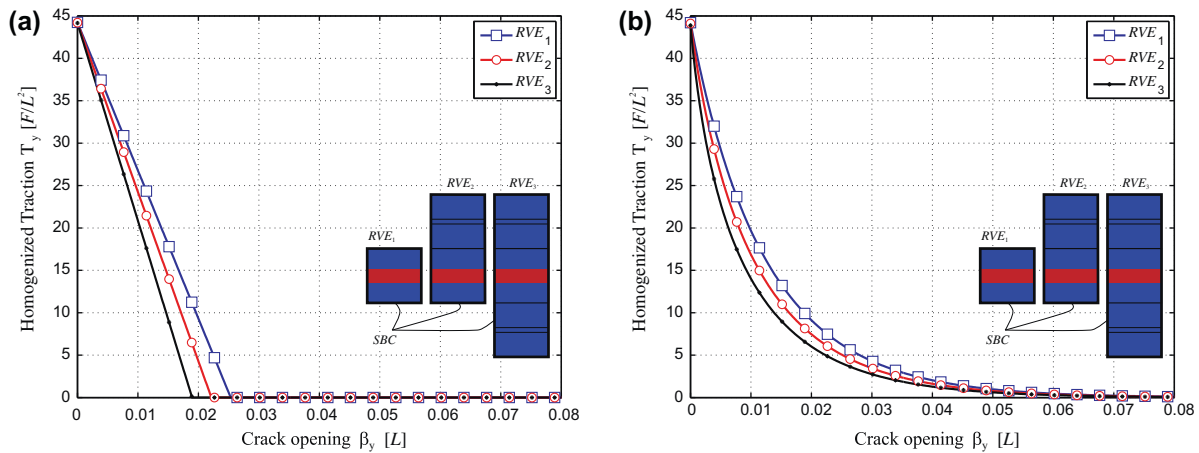 (a)
Homogenized Traction T_y [F/L²]
45
40
35
30
25
20
15
10
5
0
0 0.01 0.02 0.03 0.04 0.05 0.06 0.07 0.08
Crack opening β_y [L]
RVE_1
RVE_2
RVE_3
RVE_1
RVE_2
RVE_3
SBC
(b)
Homogenized Traction T_y [F/L²]
45
40
35
30
25
20
15
10
5
0
0 0.01 0.02 0.03 0.04 0.05 0.06 0.07 0.08
Crack opening β_y [L]
RVE_1
RVE_2
RVE_3
RVE_1
RVE_2
RVE_3
SBC